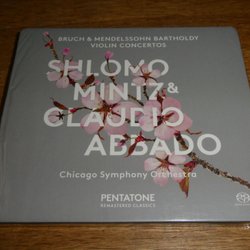 BRUCH & MENDELSSOHN BARTHOLDY
VIOLIN CONCERTOS
SHLOMO
MINTZ &
CLAUDIO
ABBADO
Chicago Symphony Orchestra
PENTATONE
REMASTERED CLASSICS